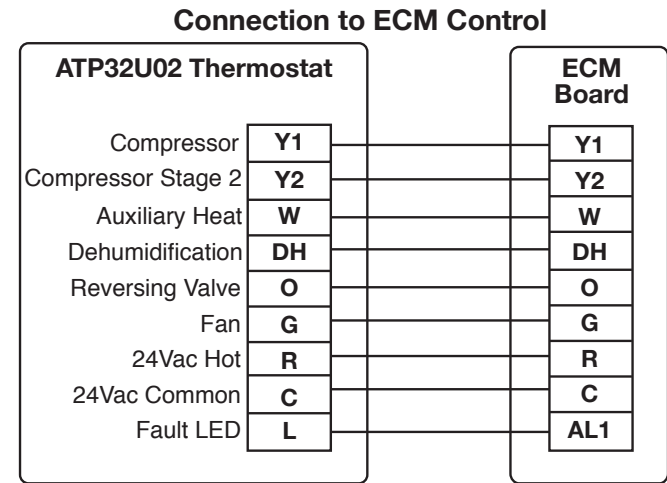 Connection to ECM Control
ATP32U02 Thermostat
ECM
Board
Compressor Y1 Y1
Compressor Stage 2 Y2 Y2
Auxiliary Heat W W
Dehumidification DH DH
Reversing Valve O O
Fan G G
24Vac Hot R R
24Vac Common C C
Fault LED L AL1